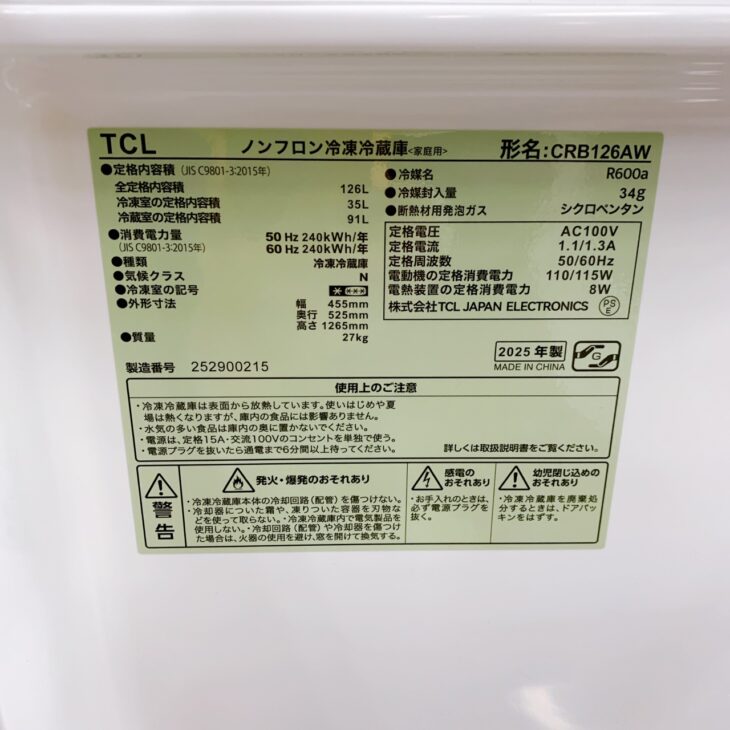 TCL ノンフロン冷凍冷蔵庫<家庭用> 形名:CRB126AW
●定格内容積 (JIS C9801-3:2015年)
全定格内容積 126L
冷凍室の定格内容積 35L
冷蔵室の定格内容積 91L
●消費電力量 50Hz 240kWh/年
(JIS C9801-3:2015年) 60Hz 240kWh/年
●種類 冷凍冷蔵庫
●気候クラス N
●冷凍室の記号
●外形寸法 幅 455mm
奥行 525mm
高さ 1265mm
●質量 27kg
製造番号 252900215
●冷媒名 R600a
●冷媒封入量 34g
●断熱材用発泡ガス シクロペンタン
定格電圧 AC100V
定格電流 1.1/1.3A
定格周波数 50/60Hz
電動機の定格消費電力 110/115W
電熱装置の定格消費電力 8W
株式会社TCL JAPAN ELECTRONICS PSE
2025年製
MADE IN CHINA
G
使用上のご注意
・冷凍冷蔵庫は表面から放熱しています。使いはじめや夏
場は熱くなりますが、庫内の食品には影響ありません。
・水気の多い食品は庫内の奥に置かないでください。
・電源は、定格15A・交流100Vのコンセントを単独で使う。
・電源プラグを抜いたら通電まで6分間以上待ってください。
詳しくは取扱説明書をご覧ください。
警告
発火・爆発のおそれあり
・冷凍冷蔵庫本体の冷却回路(配管)を傷つけない。
・冷却器についた霜や、凍りついた容器を刃物な
どを使って取らない。・冷凍冷蔵庫内で電気製品を
使用しない。・冷却回路(配管)や冷却器を傷つけ
た場合は、火器の使用を避け、窓を開けて換気する。
感電の
おそれあり
・お手入れのときは、
必ず電源プラグを
抜く。
幼児閉じ込めの
おそれあり
・冷凍冷蔵庫を廃棄処
分するときは、ドアパッ
キンをはずす。